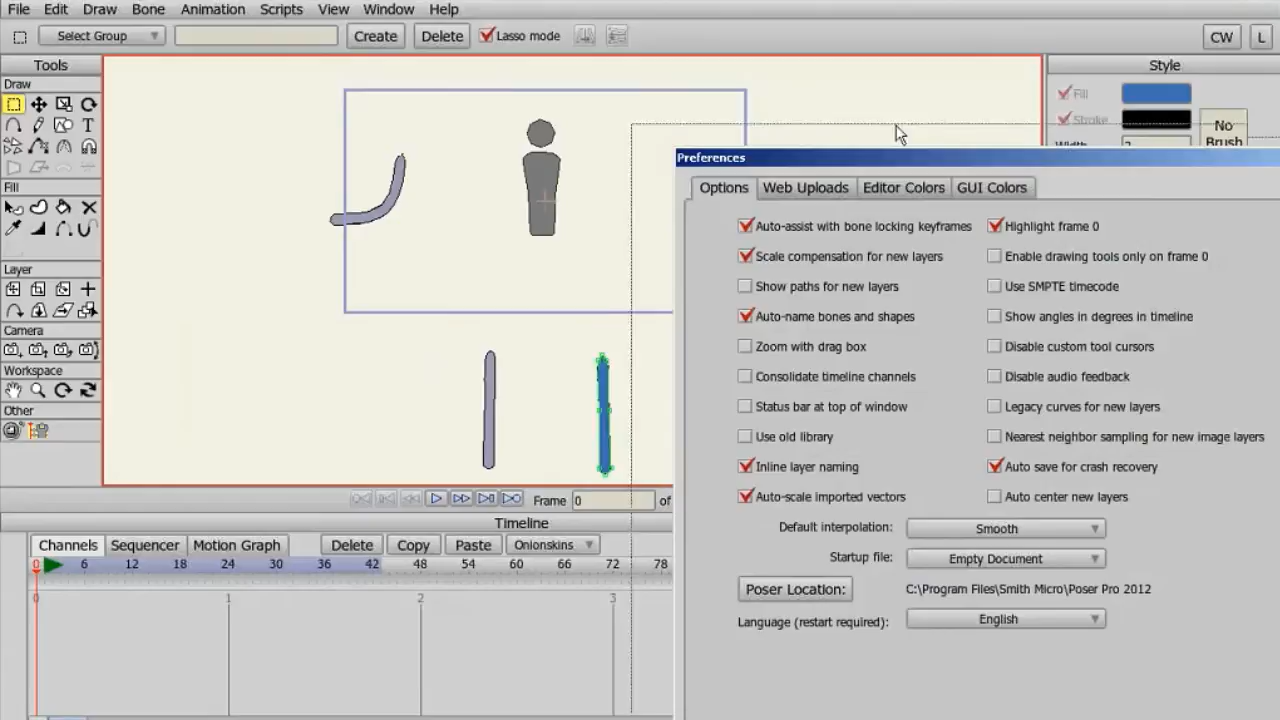 File Edit Draw Bone Animation Scripts View Window Help
Select Group Create Delete Lasso mode CW L
Tools
Draw
T
Fill
Layer
Camera
Workspace
Other
Style
Fill
Stroke
No
Brush
Width
Preferences
Options Web Uploads Editor Colors GUI Colors
Auto-assist with bone locking keyframes Highlight frame 0
Scale compensation for new layers Enable drawing tools only on frame 0
Show paths for new layers Use SMPTE timecode
Auto-name bones and shapes Show angles in degrees in timeline
Zoom with drag box Disable custom tool cursors
Consolidate timeline channels Disable audio feedback
Status bar at top of window Legacy curves for new layers
Use old library Nearest neighbor sampling for new image layers
Inline layer naming Auto save for crash recovery
Auto-scale imported vectors Auto center new layers
Default interpolation: Smooth
Startup file: Empty Document
Poser Location: C:\Program Files\Smith Micro\Poser Pro 2012
Language (restart required): English
Frame 0 of
Timeline
Channels Sequencer Motion Graph Delete Copy Paste Onionskins
0 6 12 18 24 30 36 42 48 54 60 66 72 78
0 1 2 3